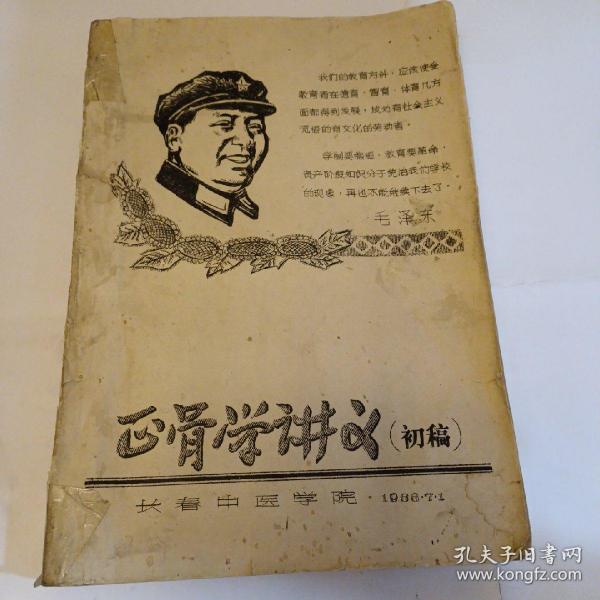 我们的教育方针，应该使受
教育者在德育、智育、体育几方
面都得到发展，成为有社会主义
觉悟的有文化的劳动者。
学制要缩短，教育要革命，
资产阶级知识分子统治我们学校
的现象，再也不能继续下去了。
毛泽东
正骨学讲义（初稿）
长春中医学院·1968·7·1
孔夫子旧书网
www.kongfz.com